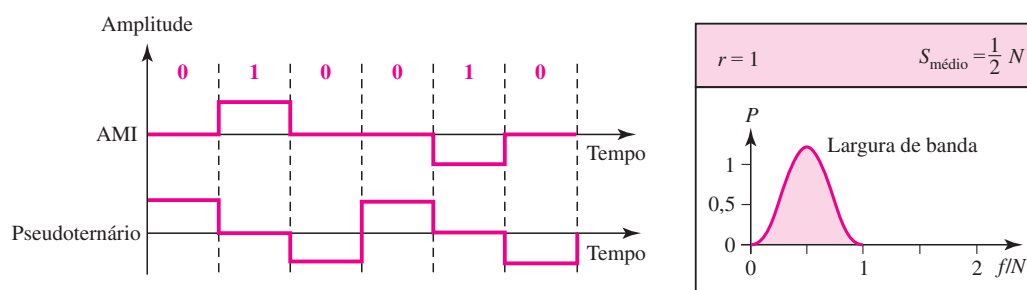 Amplitude
0 1 0 0 1 0
AMI
Tempo
Pseudoternário
Tempo
r = 1
S médio = 1/2 N
P
Largura de banda
1
0,5
0
0 1 2 f/N